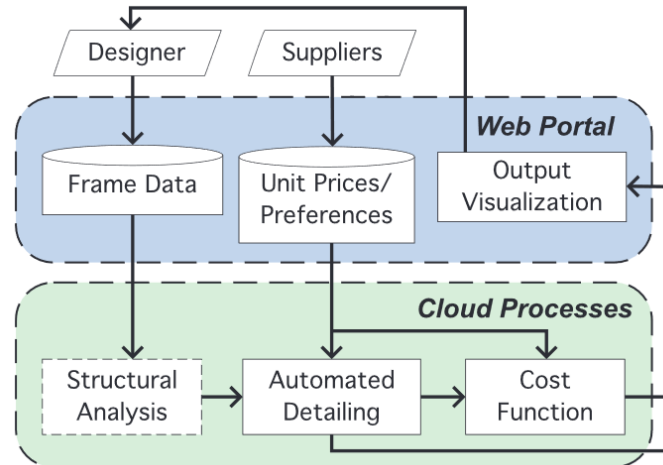 Designer
Suppliers
Web Portal
Frame Data
Unit Prices/
Preferences
Output
Visualization
Cloud Processes
Structural
Analysis
Automated
Detailing
Cost
Function